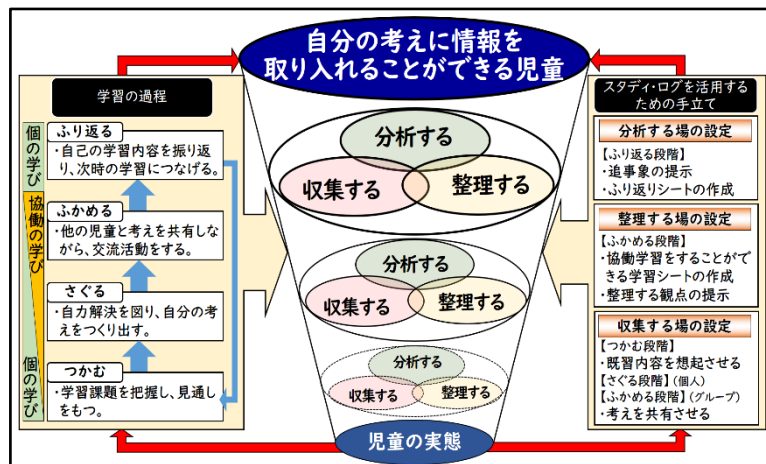 自分の考えに情報を
取り入れることができる児童
学習の過程
個の学び
協働の学び
個の学び
ふり返る
・自己の学習内容を振り返
り、次時の学習につなげる。
ふかめる
・他の児童と考えを共有しな
がら、交流活動をする。
さぐる
・自力解決を図り、自分の考
えをつくり出す。
つかむ
・学習課題を把握し、見通し
をもつ。
分析する
収集する
整理する
分析する
収集する
整理する
分析する
収集する
整理する
児童の実態
スタディ・ログを活用する
ための手立て
分析する場の設定
【ふり返る段階】
・追事象の提示
・ふり返りシートの作成
整理する場の設定
【ふかめる段階】
・協働学習をすることがで
きる学習シートの作成
・整理する観点の提示
収集する場の設定
【つかむ段階】
・既習内容を想起させる
【さぐる段階】(個人)
【ふかめる段階】(グループ)
・考えを共有させる